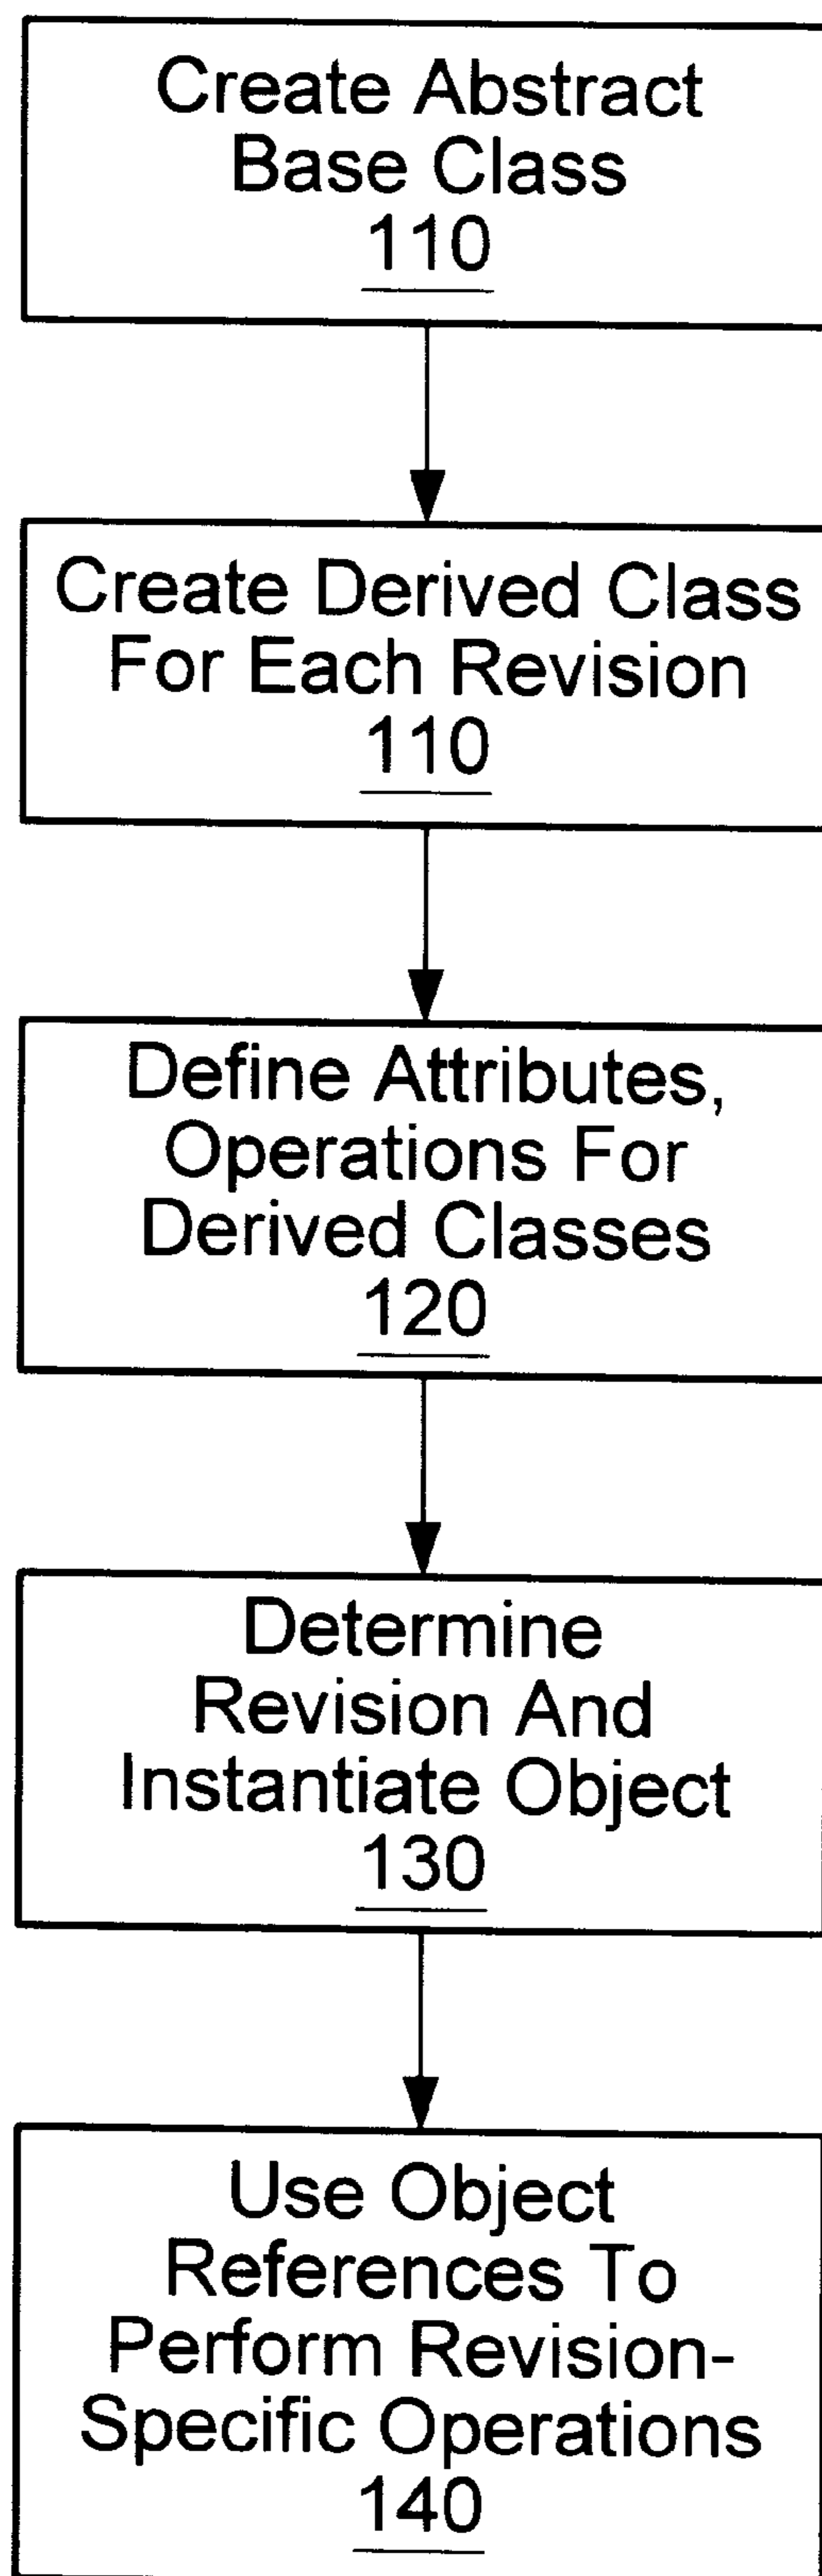 Create Abstract
Base Class
110
Create Derived Class
For Each Revision
110
Define Attributes,
Operations For
Derived Classes
120
Determine
Revision And
Instantiate Object
130
Use Object
References To
Perform Revision-
Specific Operations
140